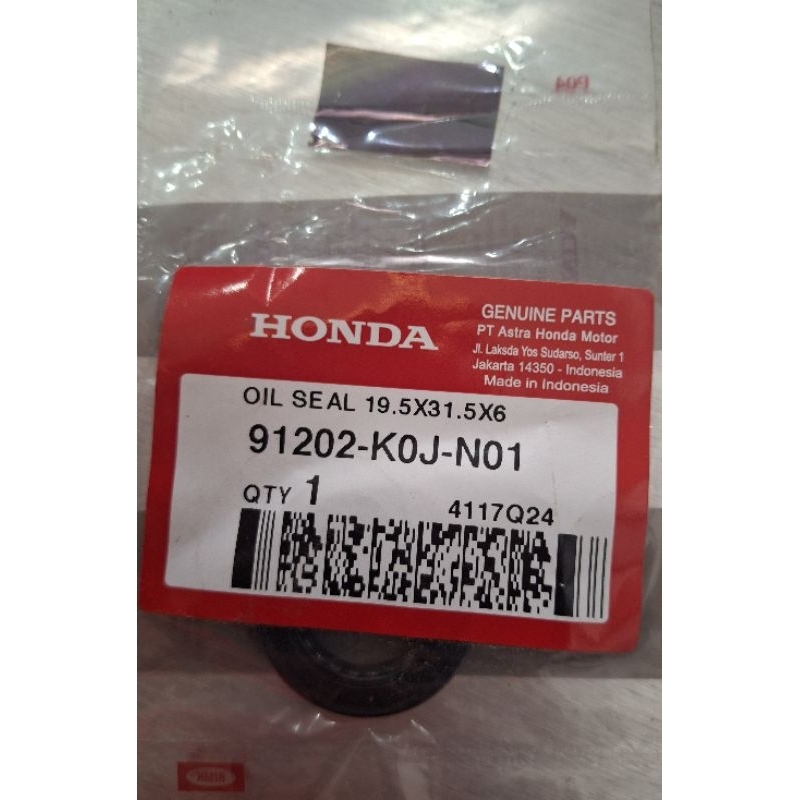 HONDA
GENUINE PARTS
PT Astra Honda Motor
Jl. Laksda Yos Sudarso, Sunter 1
Jakarta 14350 - Indonesia
Made in Indonesia
OIL SEAL 19.5X31.5X6
91202-K0J-N01
QTY 1
4117Q24